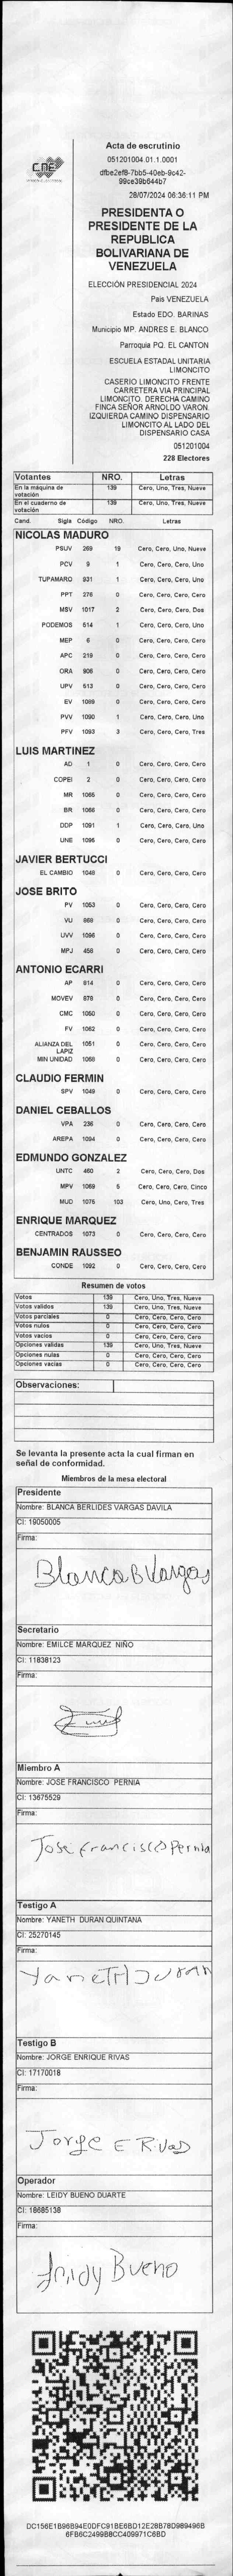 CNE
Acta de escrutinio
051201004.01.1.0001
dfbe2ef8-7bb5-40eb-9c42-
99ce39b644b7
28/07/2024 06:36:11 PM
PRESIDENTA O
PRESIDENTE DE LA
REPUBLICA
BOLIVARIANA DE
VENEZUELA
ELECCIÓN PRESIDENCIAL 2024
Pais VENEZUELA
Estado EDO. BARINAS
Municipio MP. ANDRES E. BLANCO
Parroquia PQ. EL CANTON
ESCUELA ESTADAL UNITARIA
LIMONCITO
CASERIO LIMONCITO FRENTE
CARRETERA VIA PRINCIPAL
LIMONCITO. DERECHA CAMINO
FINCA SEÑOR ARNOLDO VARON.
IZQUIERDA CAMINO DISPENSARIO
LIMONCITO AL LADO DEL
DISPENSARIO CASA
051201004
228 Electores
Votantes NRO. Letras
En la máquina de votación 139 Cero, Uno, Tres, Nueve
En el cuaderno de votación 139 Cero, Uno, Tres, Nueve
Cand. Sigla Código NRO. Letras
NICOLAS MADURO
PSUV 269 19 Cero, Cero, Uno, Nueve
PCV 9 1 Cero, Cero, Cero, Uno
TUPAMARO 931 1 Cero, Cero, Cero, Uno
PPT 276 0 Cero, Cero, Cero, Cero
MSV 1017 2 Cero, Cero, Cero, Dos
PODEMOS 514 1 Cero, Cero, Cero, Uno
MEP 6 0 Cero, Cero, Cero, Cero
APC 219 0 Cero, Cero, Cero, Cero
ORA 906 0 Cero, Cero, Cero, Cero
UPV 613 0 Cero, Cero, Cero, Cero
EV 1089 0 Cero, Cero, Cero, Cero
PVV 1090 1 Cero, Cero, Cero, Uno
PFV 1093 3 Cero, Cero, Cero, Tres
LUIS MARTINEZ
AD 1 0 Cero, Cero, Cero, Cero
COPEI 2 0 Cero, Cero, Cero, Cero
MR 1065 0 Cero, Cero, Cero, Cero
BR 1066 0 Cero, Cero, Cero, Cero
DDP 1091 1 Cero, Cero, Cero, Uno
UNE 1095 0 Cero, Cero, Cero, Cero
JAVIER BERTUCCI
EL CAMBIO 1048 0 Cero, Cero, Cero, Cero
JOSE BRITO
PV 1053 0 Cero, Cero, Cero, Cero
VU 868 0 Cero, Cero, Cero, Cero
UVV 1096 0 Cero, Cero, Cero, Cero
MPJ 458 0 Cero, Cero, Cero, Cero
ANTONIO ECARRI
AP 814 0 Cero, Cero, Cero, Cero
MOVEV 878 0 Cero, Cero, Cero, Cero
CMC 1050 0 Cero, Cero, Cero, Cero
FV 1062 0 Cero, Cero, Cero, Cero
ALIANZA DEL LAPIZ 1051 0 Cero, Cero, Cero, Cero
MIN UNIDAD 1068 0 Cero, Cero, Cero, Cero
CLAUDIO FERMIN
SPV 1049 0 Cero, Cero, Cero, Cero
DANIEL CEBALLOS
VPA 236 0 Cero, Cero, Cero, Cero
AREPA 1094 0 Cero, Cero, Cero, Cero
EDMUNDO GONZALEZ
UNTC 460 2 Cero, Cero, Cero, Dos
MPV 1069 5 Cero, Cero, Cero, Cinco
MUD 1075 103 Cero, Uno, Cero, Tres
ENRIQUE MARQUEZ
CENTRADOS 1073 0 Cero, Cero, Cero, Cero
BENJAMIN RAUSSEO
CONDE 1092 0 Cero, Cero, Cero, Cero
Resumen de votos
Votos 139 Cero, Uno, Tres, Nueve
Votos validos 139 Cero, Uno, Tres, Nueve
Votos parciales 0 Cero, Cero, Cero, Cero
Votos nulos 0 Cero, Cero, Cero, Cero
Votos vacios 0 Cero, Cero, Cero, Cero
Opciones validas 139 Cero, Uno, Tres, Nueve
Opciones nulas 0 Cero, Cero, Cero, Cero
Opciones vacias 0 Cero, Cero, Cero, Cero
Observaciones:
Se levanta la presente acta la cual firman en
señal de conformidad.
Miembros de la mesa electoral
Presidente
Nombre: BLANCA BERLIDES VARGAS DAVILA
CI: 19050005
Firma:
Blanca B Vargas
Secretario
Nombre: EMILCE MARQUEZ NIÑO
CI: 11838123
Firma:
Miembro A
Nombre: JOSE FRANCISCO PERNIA
CI: 13675529
Firma:
Jose Francisco Pernia
Testigo A
Nombre: YANETH DURAN QUINTANA
CI: 25270145
Firma:
Yaneth Duran
Testigo B
Nombre: JORGE ENRIQUE RIVAS
CI: 17170018
Firma:
Jorge E Rivas
Operador
Nombre: LEIDY BUENO DUARTE
CI: 18685138
Firma:
Leidy Bueno
DC156E1B96B94E0DFC91BE6BD12E28B78D989496B
6FB6C2499B8CC409971C6BD